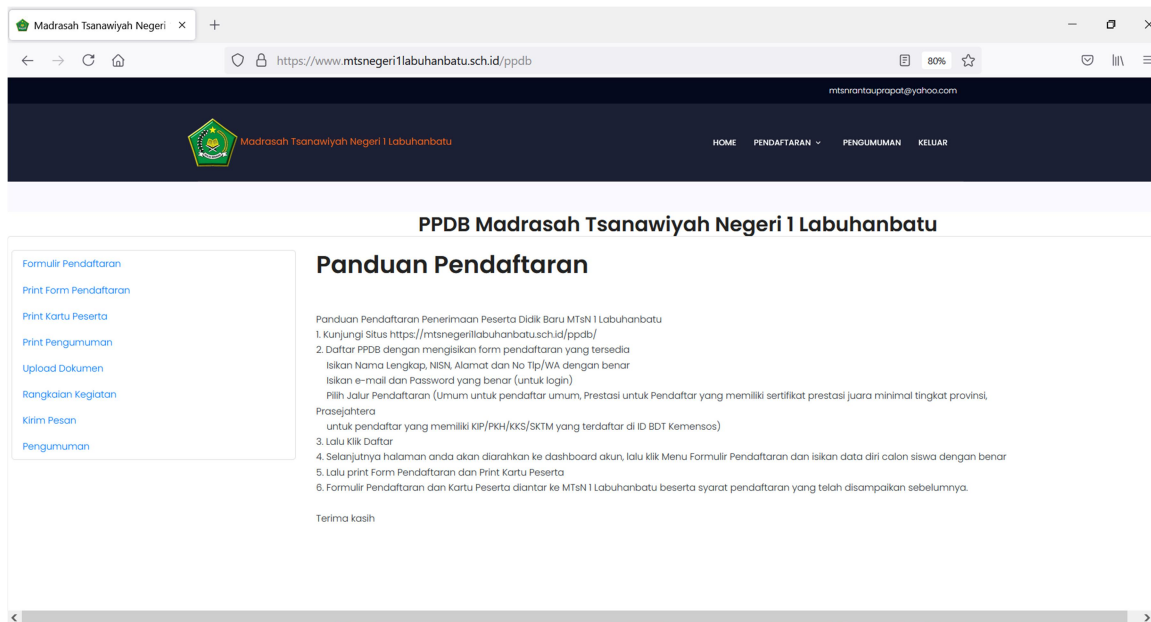 Madrasah Tsanawiyah Negeri
https://www.mtsnegeri1labuhanbatu.sch.id/ppdb
80%
mtsnrantauprapat@yahoo.com
Madrasah Tsanawiyah Negeri 1 Labuhanbatu
HOME PENDAFTARAN PENGUMUMAN KELUAR
PPDB Madrasah Tsanawiyah Negeri 1 Labuhanbatu
Formulir Pendaftaran
Print Form Pendaftaran
Print Kartu Peserta
Print Pengumuman
Upload Dokumen
Rangkaian Kegiatan
Kirim Pesan
Pengumuman
Panduan Pendaftaran
Panduan Pendaftaran Penerimaan Peserta Didik Baru MTsN 1 Labuhanbatu
1. Kunjungi Situs https://mtsnegeri1labuhanbatu.sch.id/ppdb/
2. Daftar PPDB dengan mengisikan form pendaftaran yang tersedia
Isikan Nama Lengkap, NISN, Alamat dan No Tlp/WA dengan benar
Isikan e-mail dan Password yang benar (untuk login)
Pilih Jalur Pendaftaran (Umum untuk pendaftar umum, Prestasi untuk Pendaftar yang memiliki sertifikat prestasi juara minimal tingkat provinsi,
Prasejahtera
untuk pendaftar yang memiliki KIP/PKH/KKS/SKTM yang terdaftar di ID BDT Kemensos)
3. Lalu Klik Daftar
4. Selanjutnya halaman anda akan diarahkan ke dashboard akun, lalu klik Menu Formulir Pendaftaran dan isikan data diri calon siswa dengan benar
5. Lalu print Form Pendaftaran dan Print Kartu Peserta
6. Formulir Pendaftaran dan Kartu Peserta diantar ke MTsN 1 Labuhanbatu beserta syarat pendaftaran yang telah disampaikan sebelumnya.
Terima kasih